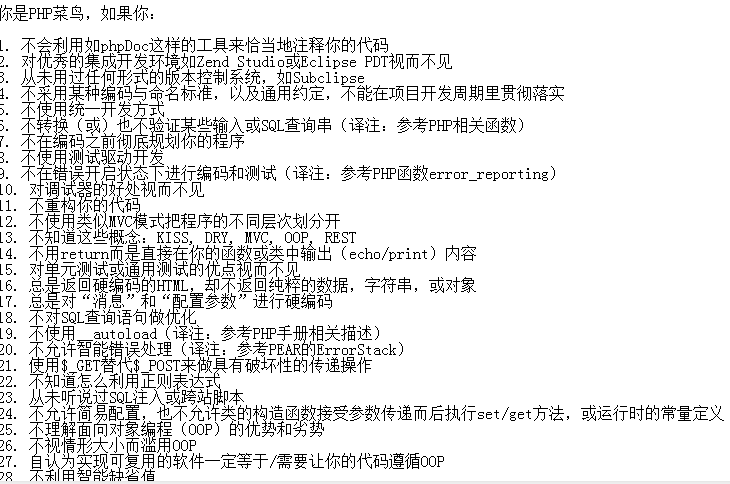 你是PHP菜鸟，如果你：
1. 不会利用如phpDoc这样的工具来恰当地注释你的代码
2. 对优秀的集成开发环境如Zend Studio或Eclipse PDT视而不见
3. 从未用过任何形式的版本控制系统，如Subclipse
4. 不采用某种编码与命名标准，以及通用约定，不能在项目开发周期里贯彻落实
5. 不使用统一开发方式
6. 不转换（或）也不验证某些输入或SQL查询串（译注：参考PHP相关函数）
7. 不在编码之前彻底规划你的程序
8. 不使用测试驱动开发
9. 不在错误开启状态下进行编码和测试（译注：参考PHP函数error_reporting）
10. 对调试器的好处视而不见
11. 不重构你的代码
12. 不使用类似MVC模式把程序的不同层次划分开
13. 不知道这些概念：KISS, DRY, MVC, OOP, REST
14. 不用return而是直接在你的函数或类中输出（echo/print）内容
15. 对单元测试或通用测试的优点视而不见
16. 总是返回硬编码的HTML，却不返回纯粹的数据，字符串，或对象
17. 总是对“消息”和“配置参数”进行硬编码
18. 不对SQL查询语句做优化
19. 不使用__autoload（译注：参考PHP手册相关描述）
20. 不允许智能错误处理（译注：参考PEAR的ErrorStack）
21. 使用$_GET替代$_POST来做具有破坏性的传递操作
22. 不知道怎么利用正则表达式
23. 从未听说过SQL注入或跨站脚本
24. 不允许简易配置，也不允许类的构造函数接受参数传递而后执行set/get方法，或运行时的常量定义
25. 不理解面向对象编程（OOP）的优势和劣势
26. 不视情形大小而滥用OOP
27. 自认为实现可复用的软件一定等于/需要让你的代码遵循OOP
28. 不利用智能缺省值